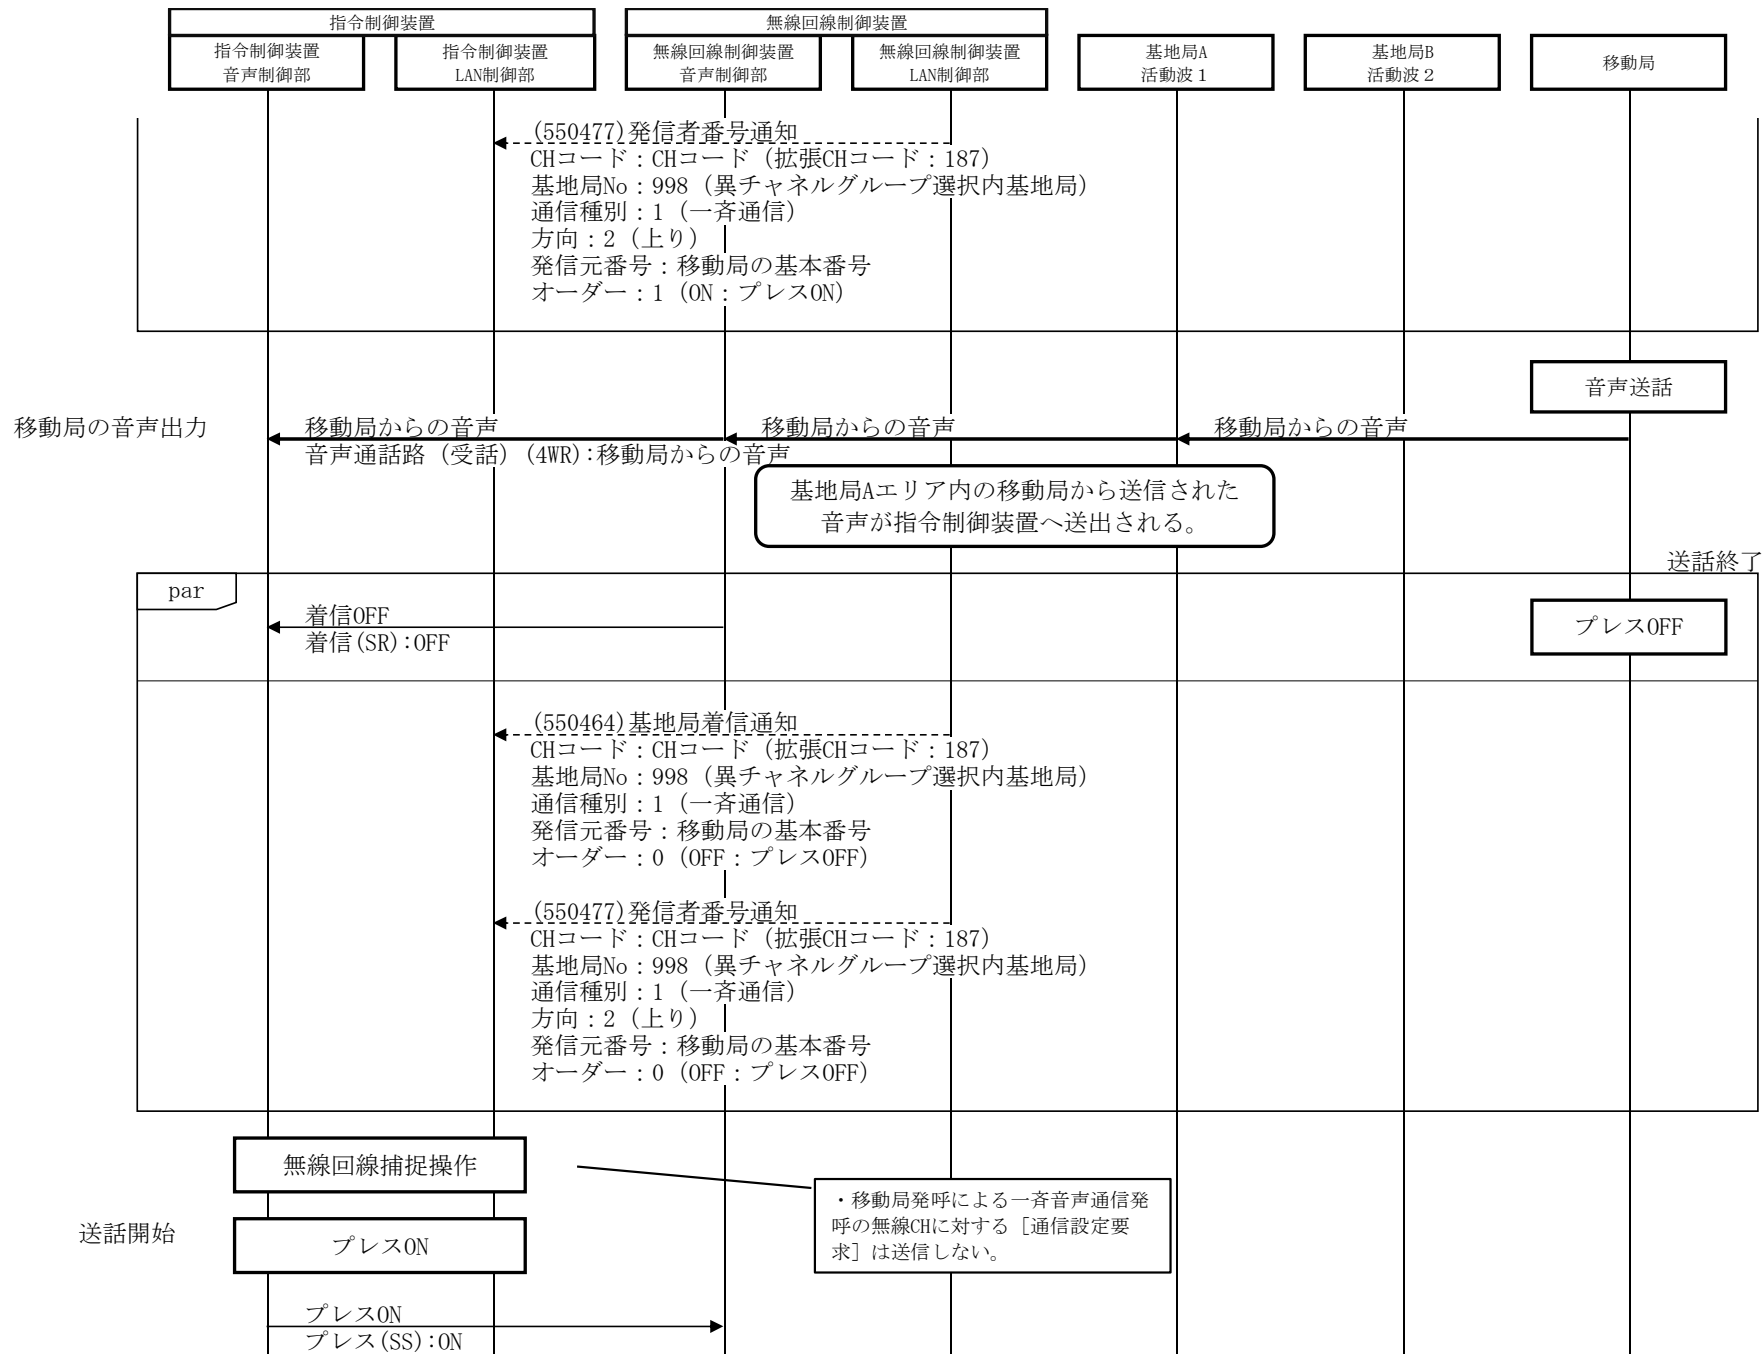 指令制御装置
無線回線制御装置
指令制御装置
音声制御部
指令制御装置
LAN制御部
無線回線制御装置
音声制御部
無線回線制御装置
LAN制御部
基地局A
活動波１
基地局B
活動波２
移動局
(550477)発信者番号通知
CHコード：CHコード（拡張CHコード：187）
基地局No：998（異チャネルグループ選択内基地局）
通信種別：1（一斉通信）
方向：2（上り）
発信元番号：移動局の基本番号
オーダー：1（ON：プレスON）
音声送話
移動局の音声出力
移動局からの音声
移動局からの音声
移動局からの音声
音声通話路（受話）(4WR):移動局からの音声
基地局Aエリア内の移動局から送信された
音声が指令制御装置へ送出される。
送話終了
par
着信OFF
着信(SR):OFF
プレスOFF
(550464)基地局着信通知
CHコード：CHコード（拡張CHコード：187）
基地局No：998（異チャネルグループ選択内基地局）
通信種別：1（一斉通信）
発信元番号：移動局の基本番号
オーダー：0（OFF：プレスOFF）
(550477)発信者番号通知
CHコード：CHコード（拡張CHコード：187）
基地局No：998（異チャネルグループ選択内基地局）
通信種別：1（一斉通信）
方向：2（上り）
発信元番号：移動局の基本番号
オーダー：0（OFF：プレスOFF）
無線回線捕捉操作
・移動局発呼による一斉音声通信発
呼の無線CHに対する［通信設定要
求］は送信しない。
送話開始
プレスON
プレスON
プレス(SS):ON